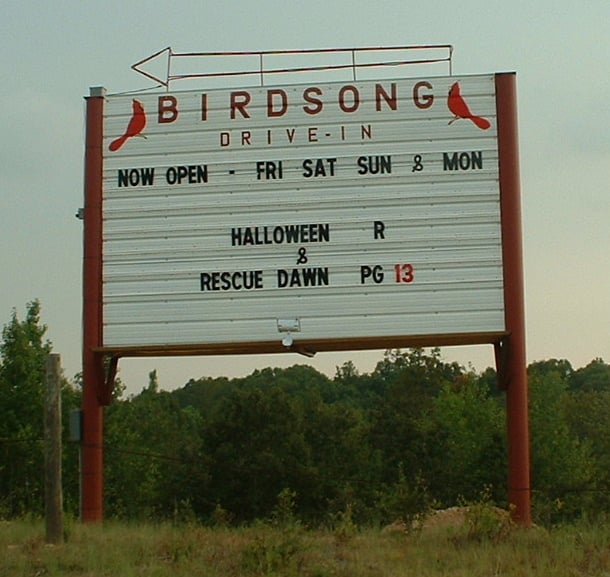 BIRDSONG
DRIVE-IN
NOW OPEN - FRI SAT SUN & MON
HALLOWEEN R
&
RESCUE DAWN PG 13